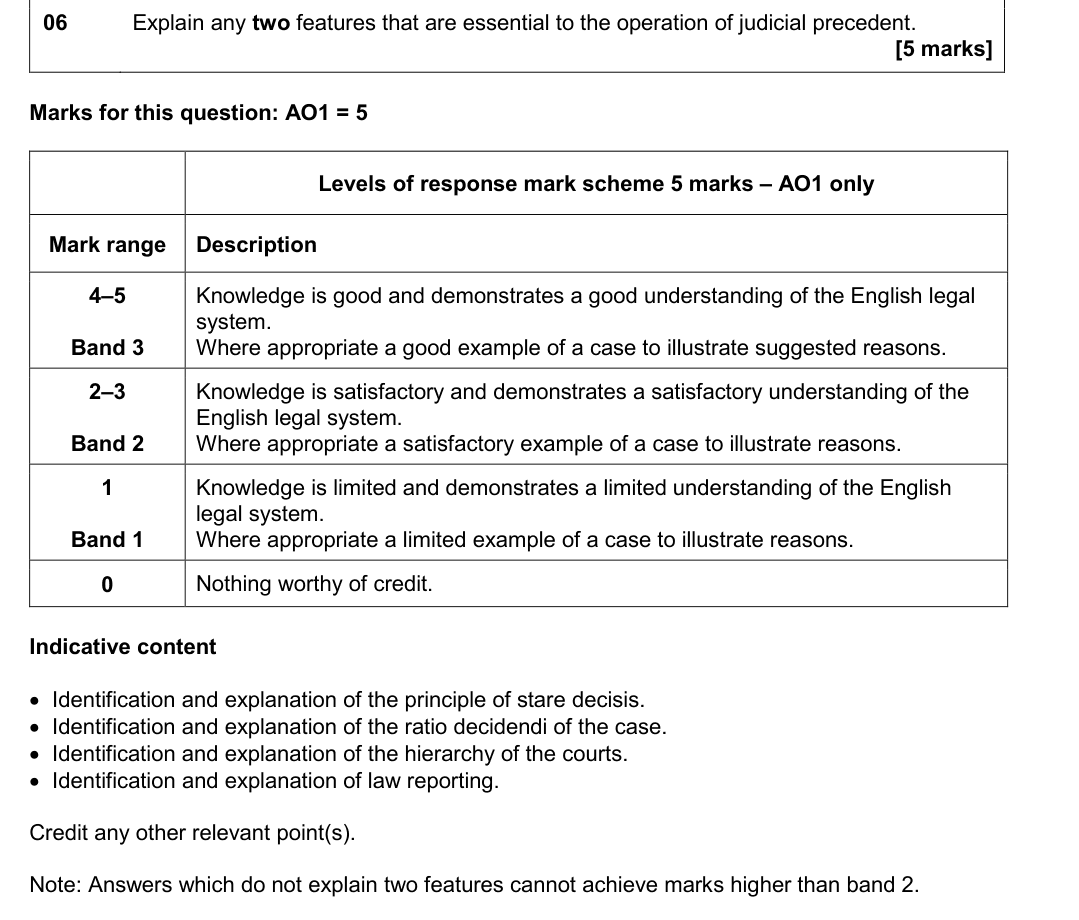 06 Explain any two features that are essential to the operation of judicial precedent.
[5 marks]
Marks for this question: AO1 = 5
Levels of response mark scheme 5 marks – AO1 only
Mark range Description
4–5 Knowledge is good and demonstrates a good understanding of the English legal
system.
Band 3 Where appropriate a good example of a case to illustrate suggested reasons.
2–3 Knowledge is satisfactory and demonstrates a satisfactory understanding of the
English legal system.
Band 2 Where appropriate a satisfactory example of a case to illustrate reasons.
1 Knowledge is limited and demonstrates a limited understanding of the English
legal system.
Band 1 Where appropriate a limited example of a case to illustrate reasons.
0 Nothing worthy of credit.
Indicative content
• Identification and explanation of the principle of stare decisis.
• Identification and explanation of the ratio decidendi of the case.
• Identification and explanation of the hierarchy of the courts.
• Identification and explanation of law reporting.
Credit any other relevant point(s).
Note: Answers which do not explain two features cannot achieve marks higher than band 2.